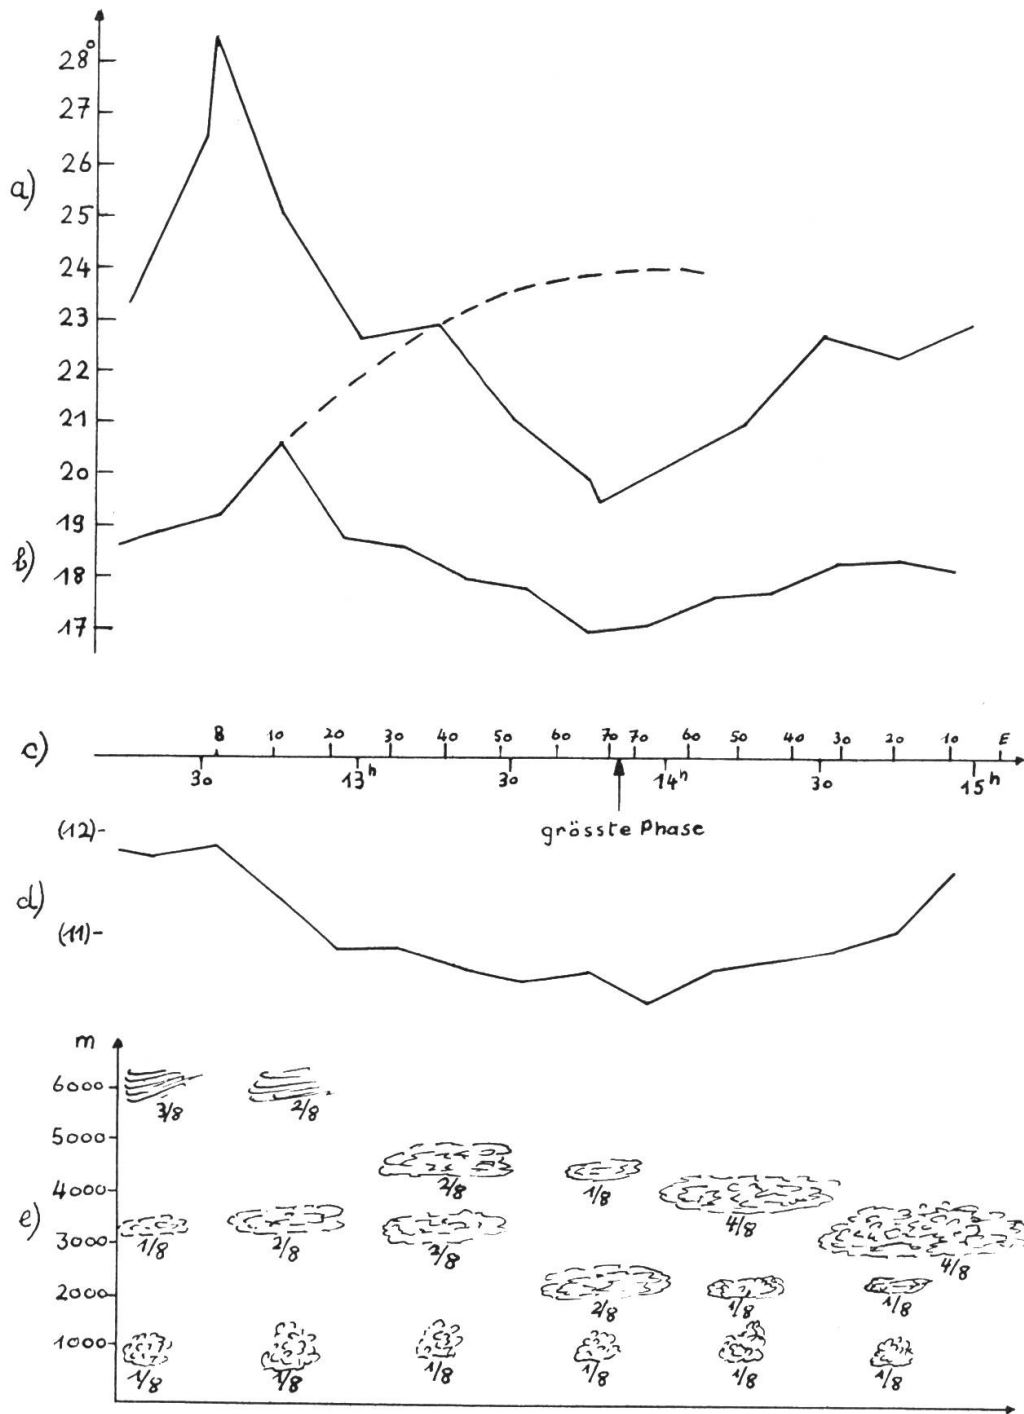 28°
27
26
a)
25
24
23
22
21
20
19
b)
18
17
c)
8 10 20 30 40 50 60 70 70 60 50 40 30 20 10 E
30 13h 30 14h 30 15h
grösste Phase
(12)-
d)
(11)-
m
6000
3/8 2/8
5000
4000
2/8 1/8 4/8
e)
3000
1/8 2/8 2/8 4/8
2000
2/8 1/8 1/8
1000
1/8 1/8 1/8 1/8 1/8 1/8